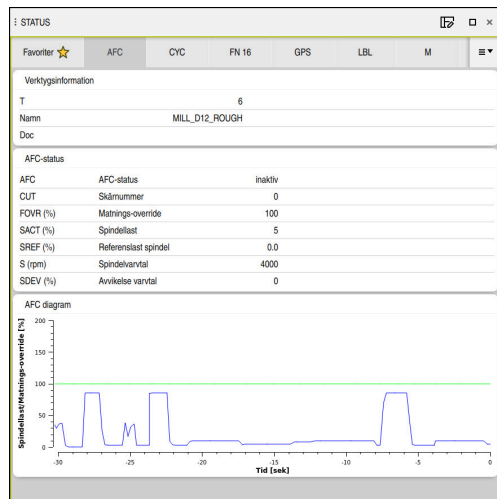 STATUS
Favoriter AFC CYC FN 16 GPS LBL M
Verktygsinformation
T 6
Namn MILL_D12_ROUGH
Doc
AFC-status
AFC AFC-status inaktiv
CUT Skärnummer 0
FOVR (%) Matnings-override 100
SACT (%) Spindellast 5
SREF (%) Referenslast spindel 0.0
S (rpm) Spindelvarvtal 4000
SDEV (%) Avvikelse varvtal 0
AFC diagram
Spindellast/Matnings-override [%]
200
150
100
50
0
-30 -25 -20 -15 -10 -5 0
Tid [sek]